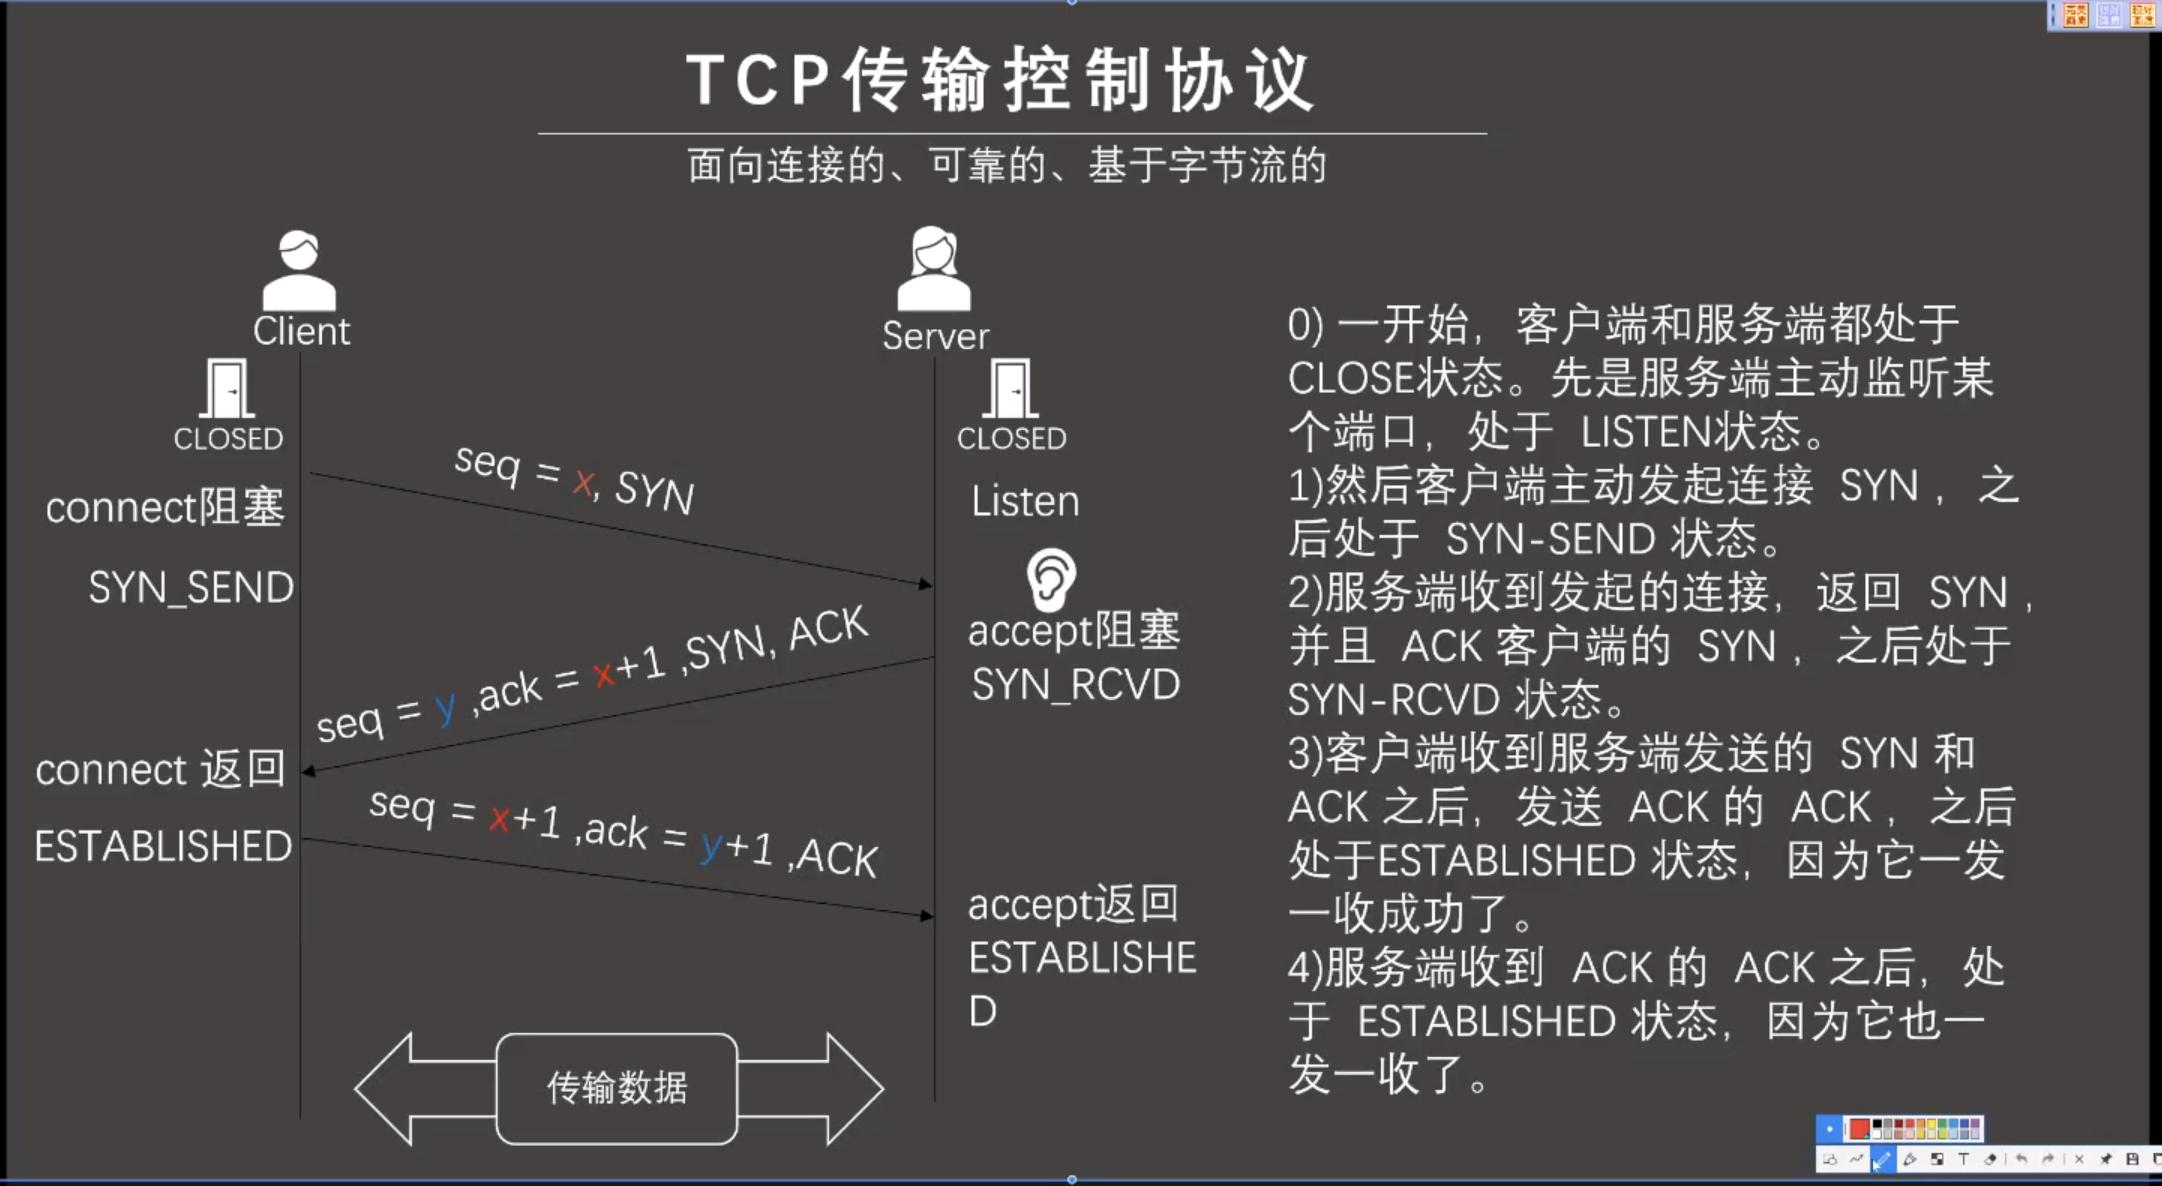 TCP传输控制协议
面向连接的、可靠的、基于字节流的
Client
Server
CLOSED
CLOSED
seq = x, SYN
connect阻塞
Listen
SYN_SEND
accept阻塞
SYN_RCVD
seq = y ,ack = x+1 ,SYN, ACK
connect 返回
seq = x+1 ,ack = y+1 ,ACK
ESTABLISHED
accept返回
ESTABLISHE
D
传输数据
0) 一开始，客户端和服务端都处于
CLOSE状态。先是服务端主动监听某
个端口，处于 LISTEN状态。
1)然后客户端主动发起连接 SYN ，之
后处于 SYN-SEND 状态。
2)服务端收到发起的连接，返回 SYN ，
并且 ACK 客户端的 SYN ，之后处于
SYN-RCVD 状态。
3)客户端收到服务端发送的 SYN 和
ACK 之后，发送 ACK 的 ACK ，之后
处于ESTABLISHED 状态，因为它一发
一收成功了。
4)服务端收到 ACK 的 ACK 之后，处
于 ESTABLISHED 状态，因为它也一
发一收了。